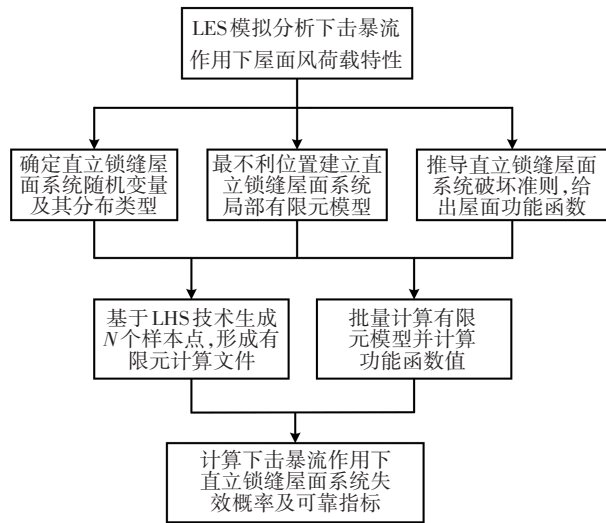 LES模拟分析下击暴流
作用下屋面风荷载特性
确定直立锁缝屋
面系统随机变量
及其分布类型
最不利位置建立直
立锁缝屋面系统
局部有限元模型
推导直立锁缝屋面
系统破坏准则,给
出屋面功能函数
基于LHS技术生成
N个样本点,形成有
限元计算文件
批量计算有限
元模型并计算
功能函数值
计算下击暴流作用下
直立锁缝屋面系统失
效概率及可靠指标